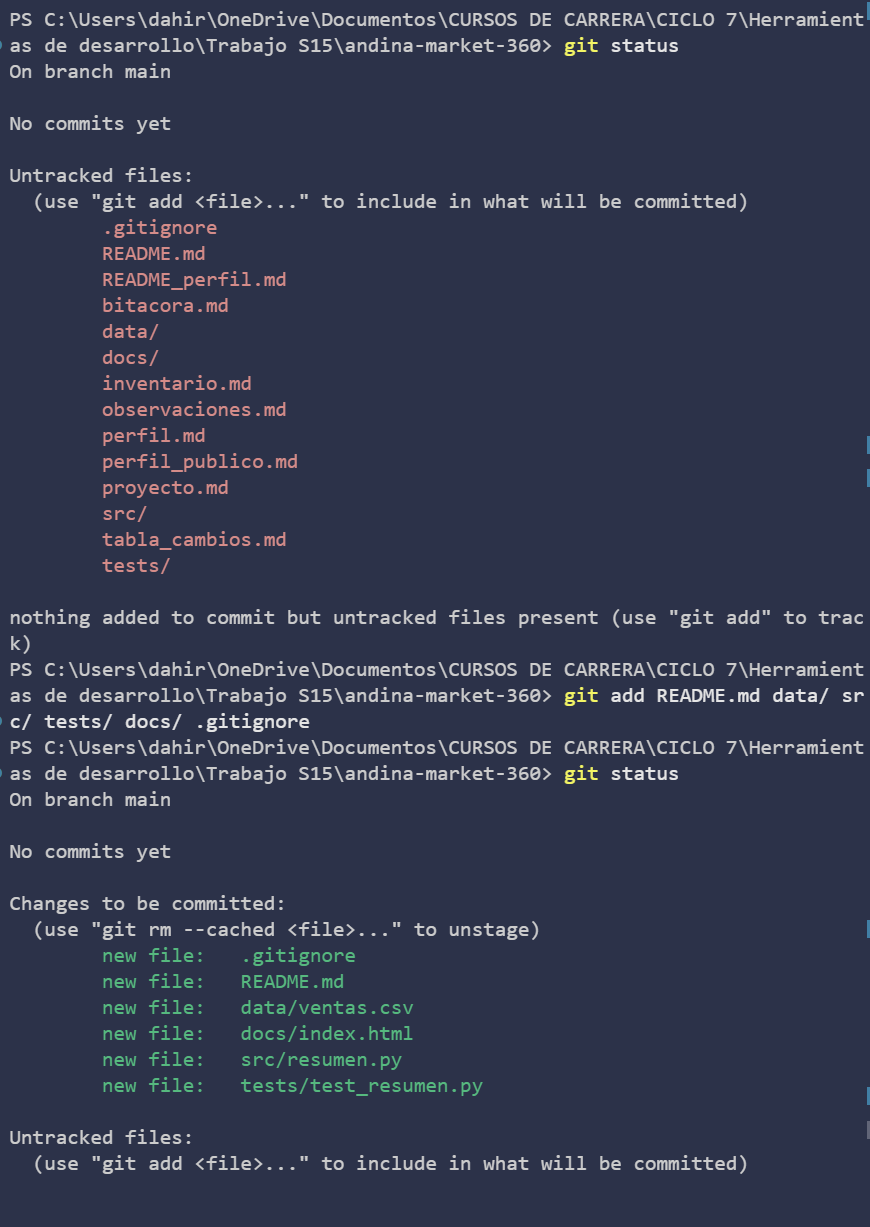 PS C:\Users\dahir\OneDrive\Documentos\CURSOS DE CARRERA\CICLO 7\Herramient
as de desarrollo\Trabajo S15\andina-market-360> git status
On branch main
No commits yet
Untracked files:
  (use "git add <file>..." to include in what will be committed)
        .gitignore
        README.md
        README_perfil.md
        bitacora.md
        data/
        docs/
        inventario.md
        observaciones.md
        perfil.md
        perfil_publico.md
        proyecto.md
        src/
        tabla_cambios.md
        tests/
nothing added to commit but untracked files present (use "git add" to trac
k)
PS C:\Users\dahir\OneDrive\Documentos\CURSOS DE CARRERA\CICLO 7\Herramient
as de desarrollo\Trabajo S15\andina-market-360> git add README.md data/ sr
c/ tests/ docs/ .gitignore
PS C:\Users\dahir\OneDrive\Documentos\CURSOS DE CARRERA\CICLO 7\Herramient
as de desarrollo\Trabajo S15\andina-market-360> git status
On branch main
No commits yet
Changes to be committed:
  (use "git rm --cached <file>..." to unstage)
        new file:   .gitignore
        new file:   README.md
        new file:   data/ventas.csv
        new file:   docs/index.html
        new file:   src/resumen.py
        new file:   tests/test_resumen.py
Untracked files:
  (use "git add <file>..." to include in what will be committed)